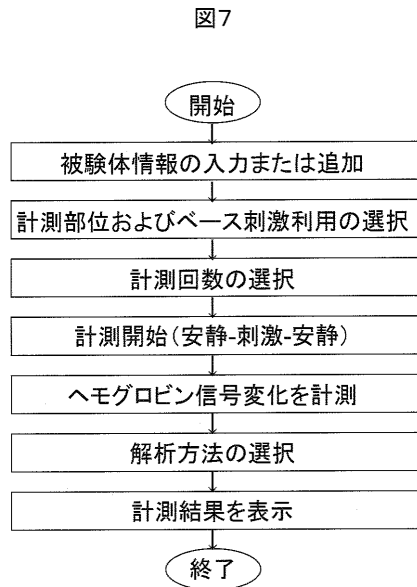 図7
開始
被験体情報の入力または追加
計測部位およびベース刺激利用の選択
計測回数の選択
計測開始(安静-刺激-安静)
ヘモグロビン信号変化を計測
解析方法の選択
計測結果を表示
終了